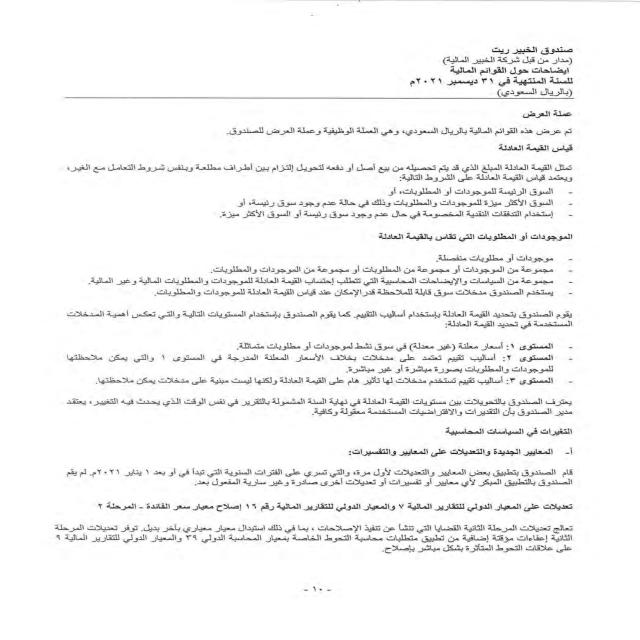 صندوق الخبير ريت
(مدار من قبل شركة الخبير المالية)
ايضاحات حول القوائم المالية
للسنة المنتهية في ٣١ ديسمبر ٢٠٢١م
(بالريال السعودي)
عملة العرض
تم عرض هذه القوائم المالية بالريال السعودي، وهي العملة الوظيفية وعملة العرض للصندوق.
قياس القيمة العادلة
تمثل القيمة العادلة المبلغ الذي قد يتم تحصيله من بيع أصل أو دفعه لتحويل إلتزام بين أطراف مطلعة وبنفس شروط التعامل مع الغير،
ويعتمد قياس القيمة العادلة على الشروط التالية:
- السوق الرئيسة للموجودات أو المطلوبات، أو
- السوق الأكثر ميزة للموجودات والمطلوبات وذلك في حالة عدم وجود سوق رئيسة، أو
- إستخدام التدفقات النقدية المخصومة في حال عدم وجود سوق رئيسة أو السوق الأكثر ميزة.
الموجودات أو المطلوبات التي تقاس بالقيمة العادلة
- موجودات أو مطلوبات منفصلة.
- مجموعة من الموجودات أو مجموعة من المطلوبات أو مجموعة من الموجودات والمطلوبات.
- مجموعة من السياسات والإيضاحات المحاسبية التي تتطلب إحتساب القيمة العادلة للموجودات والمطلوبات المالية وغير المالية.
- يستخدم الصندوق مدخلات سوق قابلة للملاحظة قدر الإمكان عند قياس القيمة العادلة للموجودات والمطلوبات.
يقوم الصندوق بتحديد القيمة العادلة بإستخدام أساليب التقييم. كما يقوم الصندوق بإستخدام المستويات التالية والتي تعكس أهمية المدخلات
المستخدمة في تحديد القيمة العادلة:
- المستوى ١: أسعار معلنة (غير معدلة) في سوق نشط لموجودات أو مطلوبات متماثلة.
- المستوى ٢: أساليب تقييم تعتمد على مدخلات بخلاف الأسعار المعلنة المدرجة في المستوى ١ والتي يمكن ملاحظتها
للموجودات والمطلوبات بصورة مباشرة أو غير مباشرة.
- المستوى ٣: أساليب تقييم تستخدم مدخلات لها تأثير هام على القيمة العادلة ولكنها ليست مبنية على مدخلات يمكن ملاحظتها.
يعترف الصندوق بالتحويلات بين مستويات القيمة العادلة في نهاية السنة المشمولة بالتقرير في نفس الوقت الذي يحدث فيه التغيير، يعتقد
مدير الصندوق بأن التقديرات والافتراضيات المستخدمة معقولة وكافية.
التغيرات في السياسات المحاسبية
أ- المعايير الجديدة والتعديلات على المعايير والتفسيرات:
قام الصندوق بتطبيق بعض المعايير والتعديلات لأول مرة، والتي تسري على الفترات السنوية التي تبدأ في أو بعد ١ يناير ٢٠٢١م. لم يقم
الصندوق بالتطبيق المبكر لأي معايير أو تفسيرات أو تعديلات أخرى صادرة وغير سارية المفعول بعد.
تعديلات على المعيار الدولي للتقارير المالية ٧ والمعيار الدولي للتقارير المالية رقم ١٦ إصلاح معيار سعر الفائدة – المرحلة ٢
تعالج تعديلات المرحلة الثانية القضايا التي تنشأ عن تنفيذ الإصلاحات ، بما في ذلك استبدال معيار معياري بآخر بديل. توفر تعديلات المرحلة
الثانية إعفاءات مؤقتة إضافية من تطبيق متطلبات محاسبة التحوط الخاصة بمعيار المحاسبة الدولي ٣٩ والمعيار الدولي للتقارير المالية ٩
على علاقات التحوط المتأثرة بشكل مباشر بإصلاح.
- ١٠ -